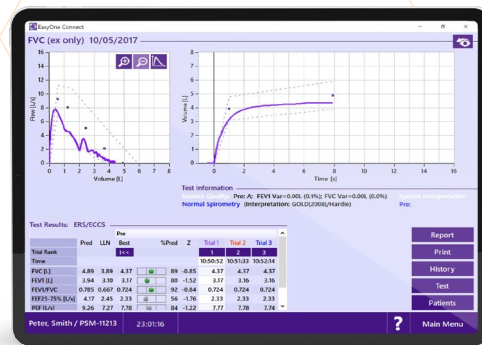 EasyOne Connect
FVC (ex only) 10/05/2017
16
14
12
10
8
6
4
2
0
Flow [L/s]
0 1 2 3 4 5 6 7 8
Volume [L]
8
7
6
5
4
3
2
1
0
Volume [L]
0 2 4 6 8 10 12 14 16
Time [s]
Test Information
Pre: A; FEV1 Var=0.00L (0.1%); FVC Var=0.00L (0.0%)
Normal Spirometry (Interpretation: GOLD(2008)/Hardie)
System Interpretation:
Pre:
Test Results: ERS/ECCS
Pre
Pred LLN Best %Pred Z Trial 1 Trial 2 Trial 3
Trial Rank I<< 1 2 3
Time 10:50:52 10:51:33 10:52:14
FVC [L] 4.89 3.89 4.37 89 -0.85 4.37 4.37 4.37
FEV1 [L] 3.94 3.10 3.17 80 -1.52 3.17 3.16 3.16
FEV1/FVC 0.785 0.667 0.724 92 -0.84 0.724 0.724 0.724
FEF25-75% [L/s] 4.17 2.45 2.33 56 -1.76 2.33 2.33 2.33
PEF [L/s] 9.26 7.27 7.78 84 -1.22 7.77 7.78 7.74
Report
Print
History
Test
Patients
Peter, Smith / PSM-11213 23:01:16
? Main Menu